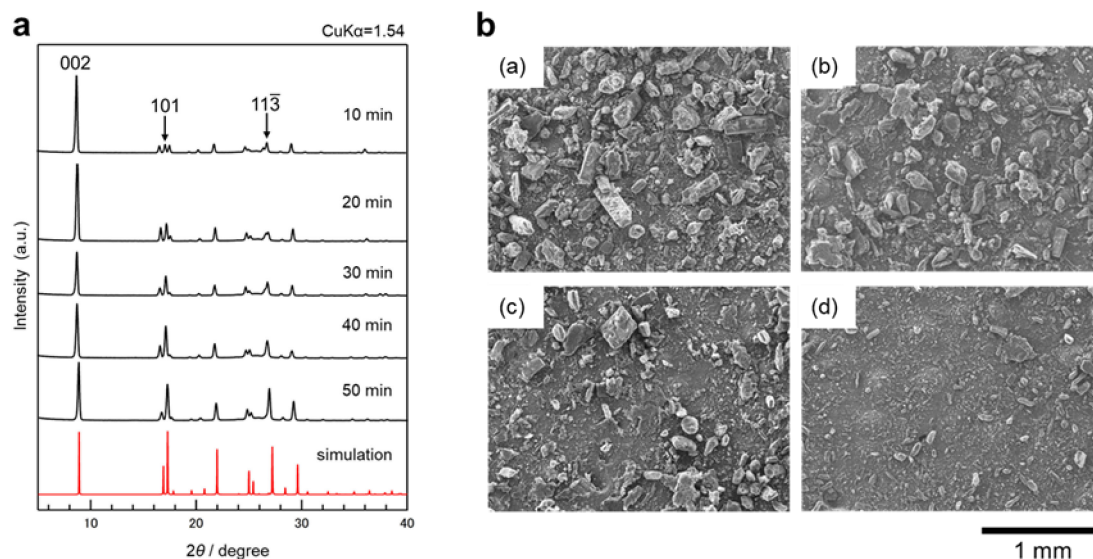 a
CuKα=1.54
002
101
113̅
10 min
20 min
30 min
40 min
50 min
simulation
Intensity (a.u.)
10 20 30 40
2θ / degree
b
(a)
(b)
(c)
(d)
1 mm